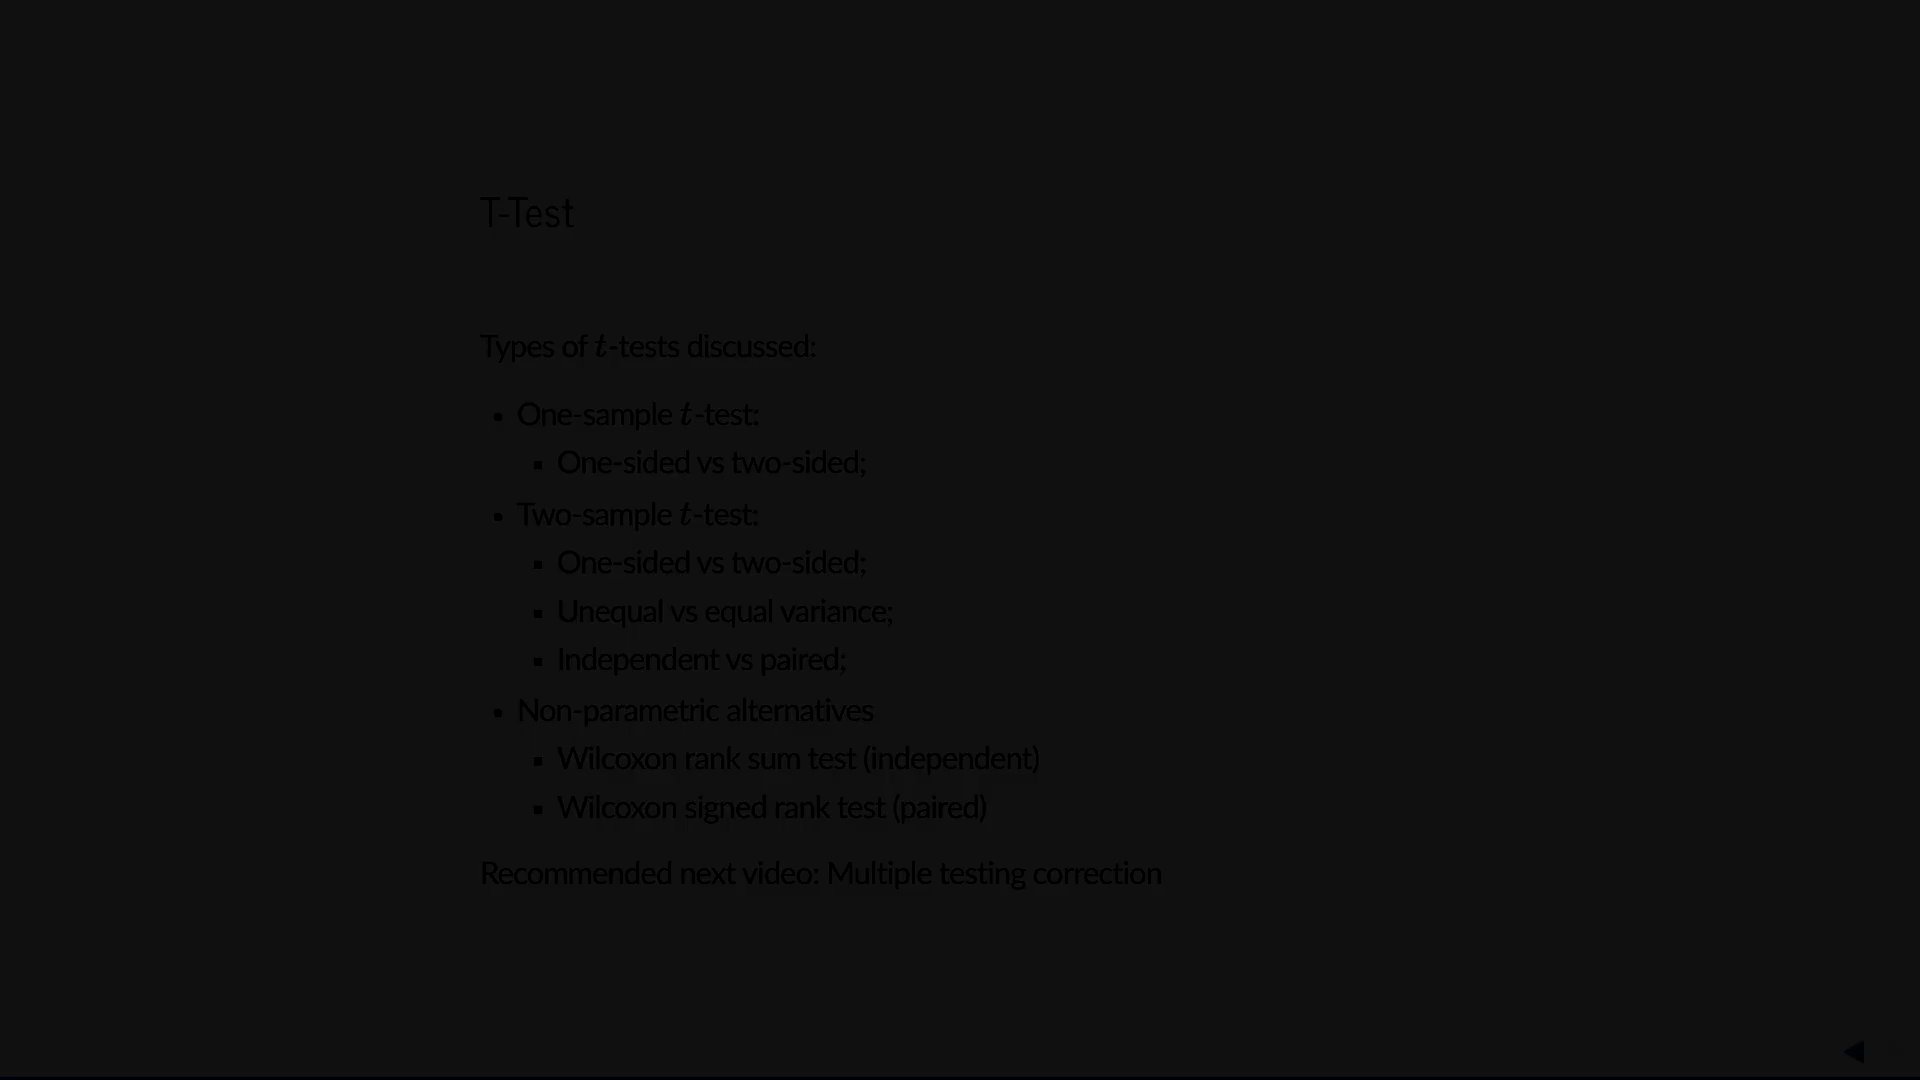 T-Test
Types of t-tests discussed:
• One-sample t-test:
▪ One-sided vs two-sided;
• Two-sample t-test:
▪ One-sided vs two-sided;
▪ Unequal vs equal variance;
▪ Independent vs paired;
• Non-parametric alternatives
▪ Wilcoxon rank sum test (independent)
▪ Wilcoxon signed rank test (paired)
Recommended next video: Multiple testing correction